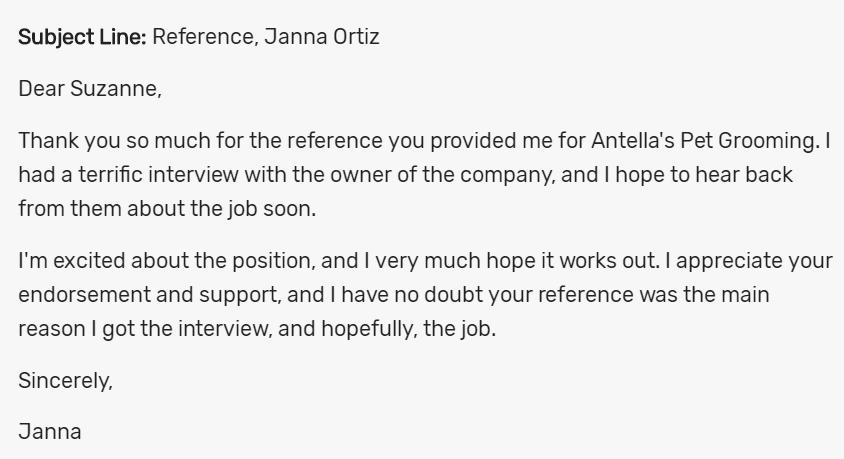 Subject Line: Reference, Janna Ortiz
Dear Suzanne,
Thank you so much for the reference you provided me for Antella's Pet Grooming. I
had a terrific interview with the owner of the company, and I hope to hear back
from them about the job soon.
I'm excited about the position, and I very much hope it works out. I appreciate your
endorsement and support, and I have no doubt your reference was the main
reason I got the interview, and hopefully, the job.
Sincerely,
Janna